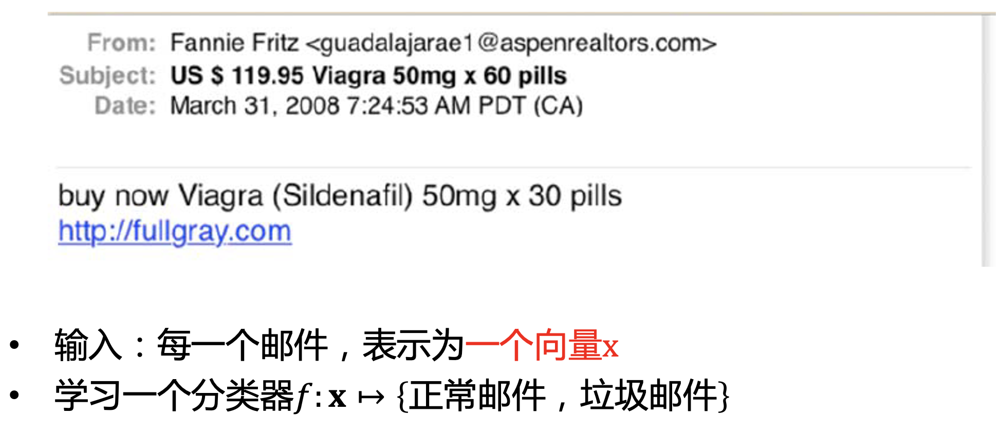 From: Fannie Fritz <guadalajarae1@aspenrealtors.com>
Subject: US $ 119.95 Viagra 50mg x 60 pills
Date: March 31, 2008 7:24:53 AM PDT (CA)
buy now Viagra (Sildenafil) 50mg x 30 pills
http://fullgray.com
• 输入：每一个邮件，表示为一个向量x
• 学习一个分类器f:x ↦ {正常邮件，垃圾邮件}